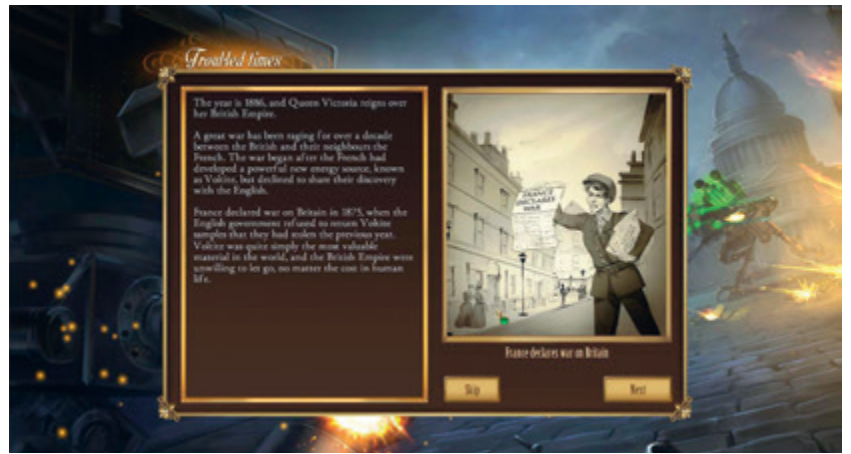 Troubled times
The year is 1886, and Queen Victoria reigns over
her British Empire.
A great war has been raging for over a decade
between the British and their neighbours the
French. The war began after the French had
developed a powerful new energy source, known
as Voltite, but declined to share their discovery
with the English.
France declared war on Britain in 1875, when the
English government refused to return Voltite
samples that they had stolen the previous year.
Voltite was quite simply the most valuable
material in the world, and the British Empire were
unwilling to let go, no matter the cost in human
life.
FRANCE
DECLARES
WAR
France declares war on Britain
Skip
Next